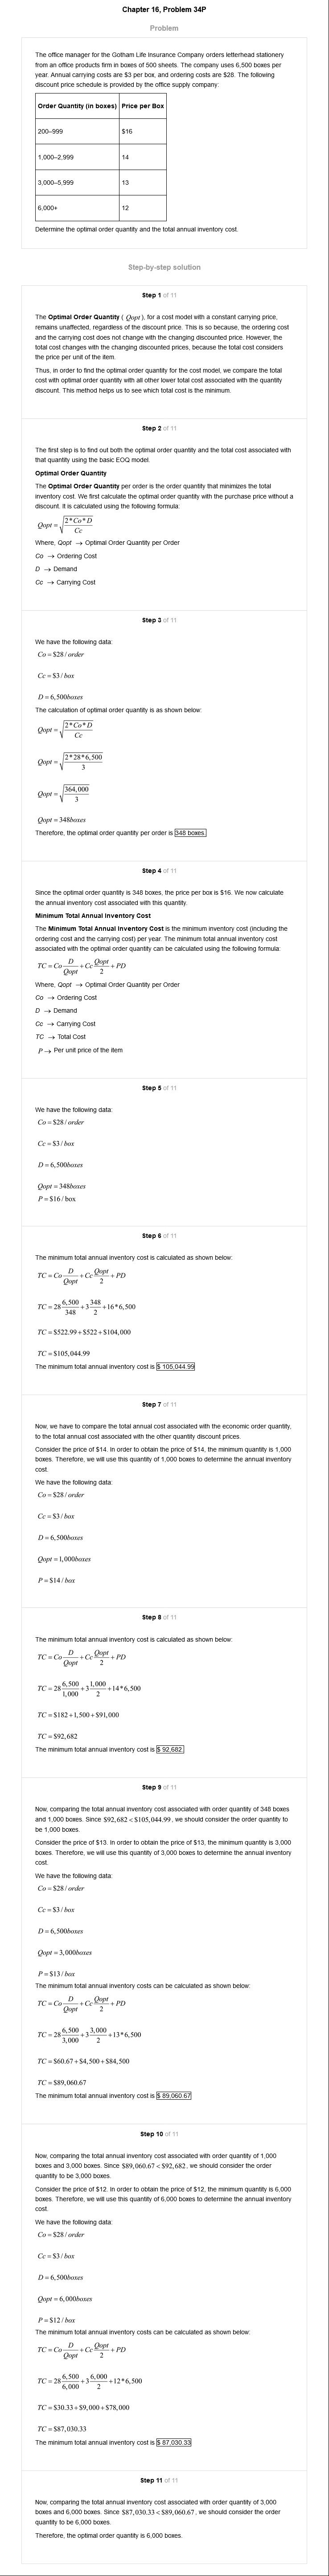 Chapter 16, Problem 34P
Problem
The office manager for the Gotham Life Insurance Company orders letterhead stationery
from an office products firm in boxes of 500 sheets. The company uses 6,500 boxes per
year. Annual carrying costs are $3 per box, and ordering costs are $28. The following
discount price schedule is provided by the office supply company:
Order Quantity (in boxes) Price per Box
200–999 $16
1,000–2,999 14
3,000–5,999 13
6,000+ 12
Determine the optimal order quantity and the total annual inventory cost.
Step-by-step solution
Step 1 of 11
The Optimal Order Quantity ( Qopt ), for a cost model with a constant carrying price,
remains unaffected, regardless of the discount price. This is so because, the ordering cost
and the carrying cost does not change with the changing discounted price. However, the
total cost changes with the changing discounted prices, because the total cost considers
the price per unit of the item.
Thus, in order to find the optimal order quantity for the cost model, we compare the total
cost with optimal order quantity with all other lower total cost associated with the quantity
discount. This method helps us to see which total cost is the minimum.
Step 2 of 11
The first step is to find out both the optimal order quantity and the total cost associated with
that quantity using the basic EOQ model.
Optimal Order Quantity
The Optimal Order Quantity per order is the order quantity that minimizes the total
inventory cost. We first calculate the optimal order quantity with the purchase price without a
discount. It is calculated using the following formula:
Qopt = √(2*Co*D / Cc)
Where, Qopt → Optimal Order Quantity per Order
Co → Ordering Cost
D → Demand
Cc → Carrying Cost
Step 3 of 11
We have the following data:
Co = $28 / order
Cc = $3 / box
D = 6,500boxes
The calculation of optimal order quantity is as shown below:
Qopt = √(2*Co*D / Cc)
Qopt = √(2*28*6,500 / 3)
Qopt = √(364,000 / 3)
Qopt = 348boxes
Therefore, the optimal order quantity per order is 348 boxes.
Step 4 of 11
Since the optimal order quantity is 348 boxes, the price per box is $16. We now calculate
the annual inventory cost associated with this quantity.
Minimum Total Annual Inventory Cost
The Minimum Total Annual Inventory Cost is the minimum inventory cost (including the
ordering cost and the carrying cost) per year. The minimum total annual inventory cost
associated with the optimal order quantity can be calculated using the following formula:
TC = Co D/Qopt + Cc Qopt/2 + PD
Where, Qopt → Optimal Order Quantity per Order
Co → Ordering Cost
D → Demand
Cc → Carrying Cost
TC → Total Cost
P → Per unit price of the item
Step 5 of 11
We have the following data:
Co = $28 / order
Cc = $3 / box
D = 6,500boxes
Qopt = 348boxes
P = $16 / box
Step 6 of 11
The minimum total annual inventory cost is calculated as shown below:
TC = Co D/Qopt + Cc Qopt/2 + PD
TC = 28 6,500/348 + 3 348/2 + 16*6,500
TC = $522.99 + $522 + $104,000
TC = $105,044.99
The minimum total annual inventory cost is $ 105,044.99
Step 7 of 11
Now, we have to compare the total annual cost associated with the economic order quantity,
to the total annual cost associated with the other quantity discount prices.
Consider the price of $14. In order to obtain the price of $14, the minimum quantity is 1,000
boxes. Therefore, we will use this quantity of 1,000 boxes to determine the annual inventory
cost.
We have the following data:
Co = $28 / order
Cc = $3 / box
D = 6,500boxes
Qopt = 1,000boxes
P = $14 / box
Step 8 of 11
The minimum total annual inventory cost is calculated as shown below:
TC = Co D/Qopt + Cc Qopt/2 + PD
TC = 28 6,500/1,000 + 3 1,000/2 + 14*6,500
TC = $182 + 1,500 + $91,000
TC = $92,682
The minimum total annual inventory cost is $ 92,682.
Step 9 of 11
Now, comparing the total annual inventory cost associated with order quantity of 348 boxes
and 1,000 boxes. Since $92,682 < $105,044.99, we should consider the order quantity to
be 1,000 boxes.
Consider the price of $13. In order to obtain the price of $13, the minimum quantity is 3,000
boxes. Therefore, we will use this quantity of 3,000 boxes to determine the annual inventory
cost.
We have the following data:
Co = $28 / order
Cc = $3 / box
D = 6,500boxes
Qopt = 3,000boxes
P = $13 / box
The minimum total annual inventory costs can be calculated as shown below:
TC = Co D/Qopt + Cc Qopt/2 + PD
TC = 28 6,500/3,000 + 3 3,000/2 + 13*6,500
TC = $60.67 + $4,500 + $84,500
TC = $89,060.67
The minimum total annual inventory cost is $ 89,060.67
Step 10 of 11
Now, comparing the total annual inventory cost associated with order quantity of 1,000
boxes and 3,000 boxes. Since $89,060.67 < $92,682, we should consider the order
quantity to be 3,000 boxes.
Consider the price of $12. In order to obtain the price of $12, the minimum quantity is 6,000
boxes. Therefore, we will use this quantity of 6,000 boxes to determine the annual inventory
cost.
We have the following data:
Co = $28 / order
Cc = $3 / box
D = 6,500boxes
Qopt = 6,000boxes
P = $12 / box
The minimum total annual inventory costs can be calculated as shown below:
TC = Co D/Qopt + Cc Qopt/2 + PD
TC = 28 6,500/6,000 + 3 6,000/2 + 12*6,500
TC = $30.33 + $9,000 + $78,000
TC = $87,030.33
The minimum total annual inventory cost is $ 87,030.33
Step 11 of 11
Now, comparing the total annual inventory cost associated with order quantity of 3,000
boxes and 6,000 boxes. Since $87,030.33 < $89,060.67, we should consider the order
quantity to be 6,000 boxes.
Therefore, the optimal order quantity is 6,000 boxes.